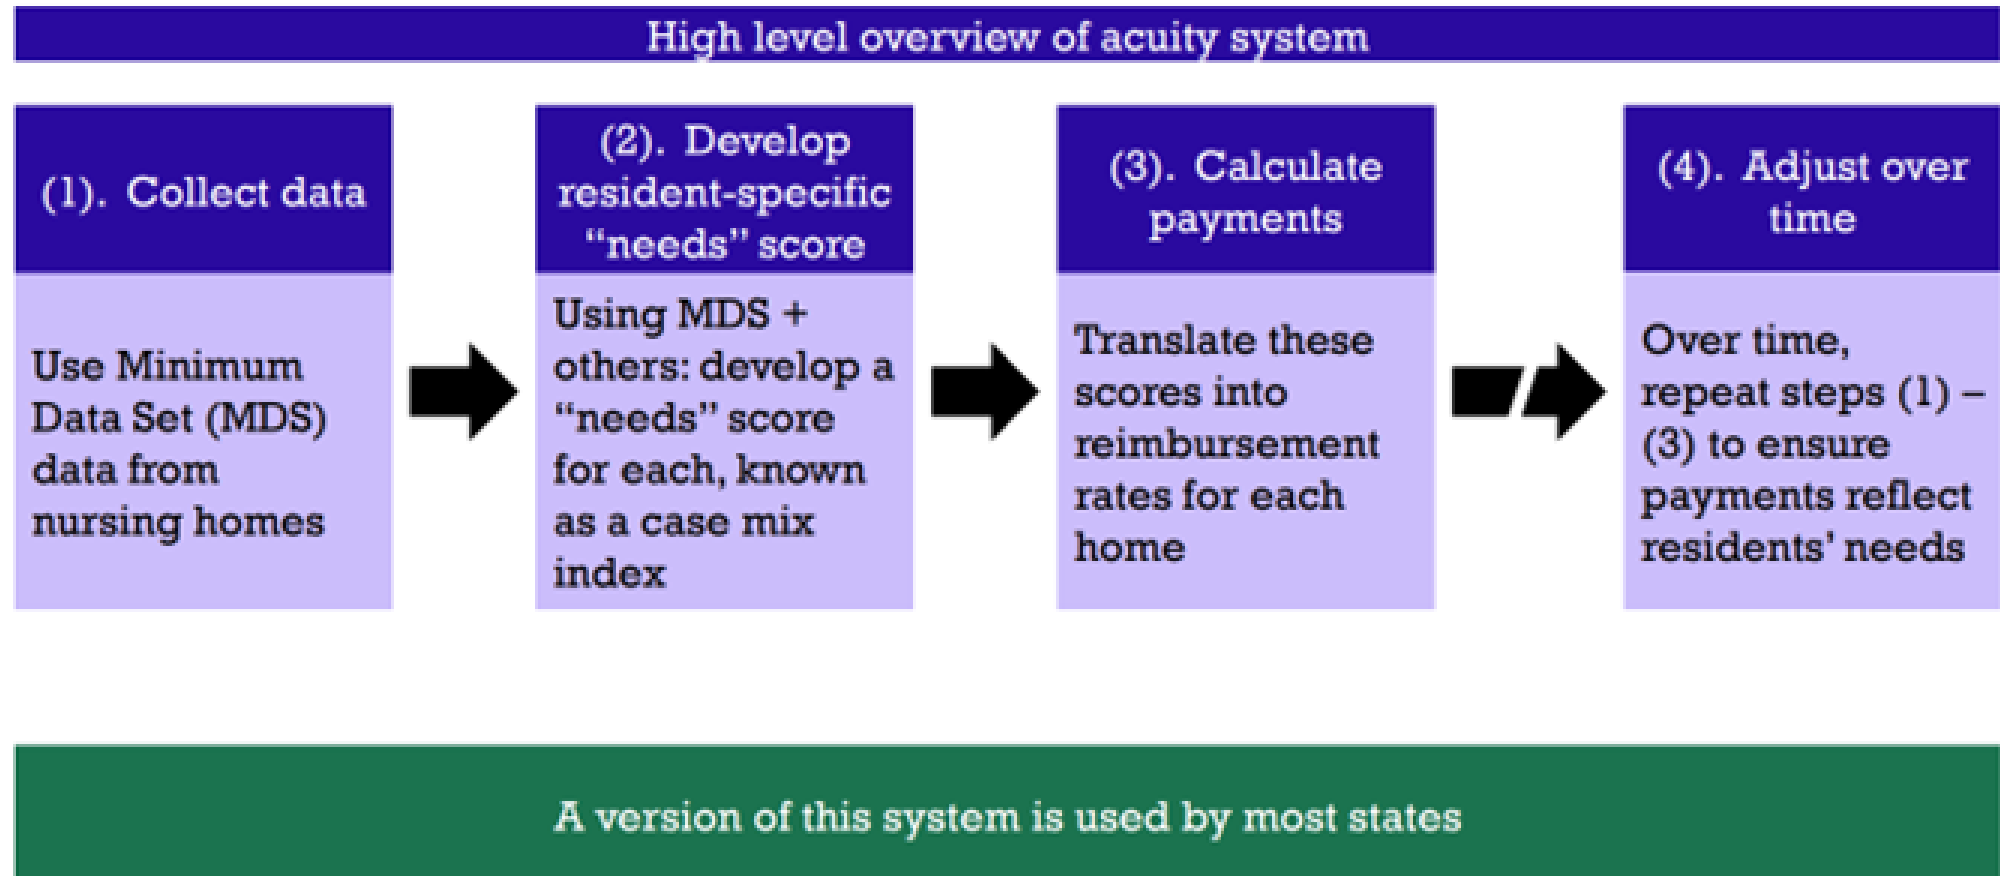 High level overview of acuity system
(1).  Collect data
Use Minimum
Data Set (MDS)
data from
nursing homes
(2).  Develop
resident-specific
“needs” score
Using MDS +
others: develop a
“needs” score
for each, known
as a case mix
index
(3).  Calculate
payments
Translate these
scores into
reimbursement
rates for each
home
(4).  Adjust over
time
Over time,
repeat steps (1) –
(3) to ensure
payments reflect
residents’ needs
A version of this system is used by most states